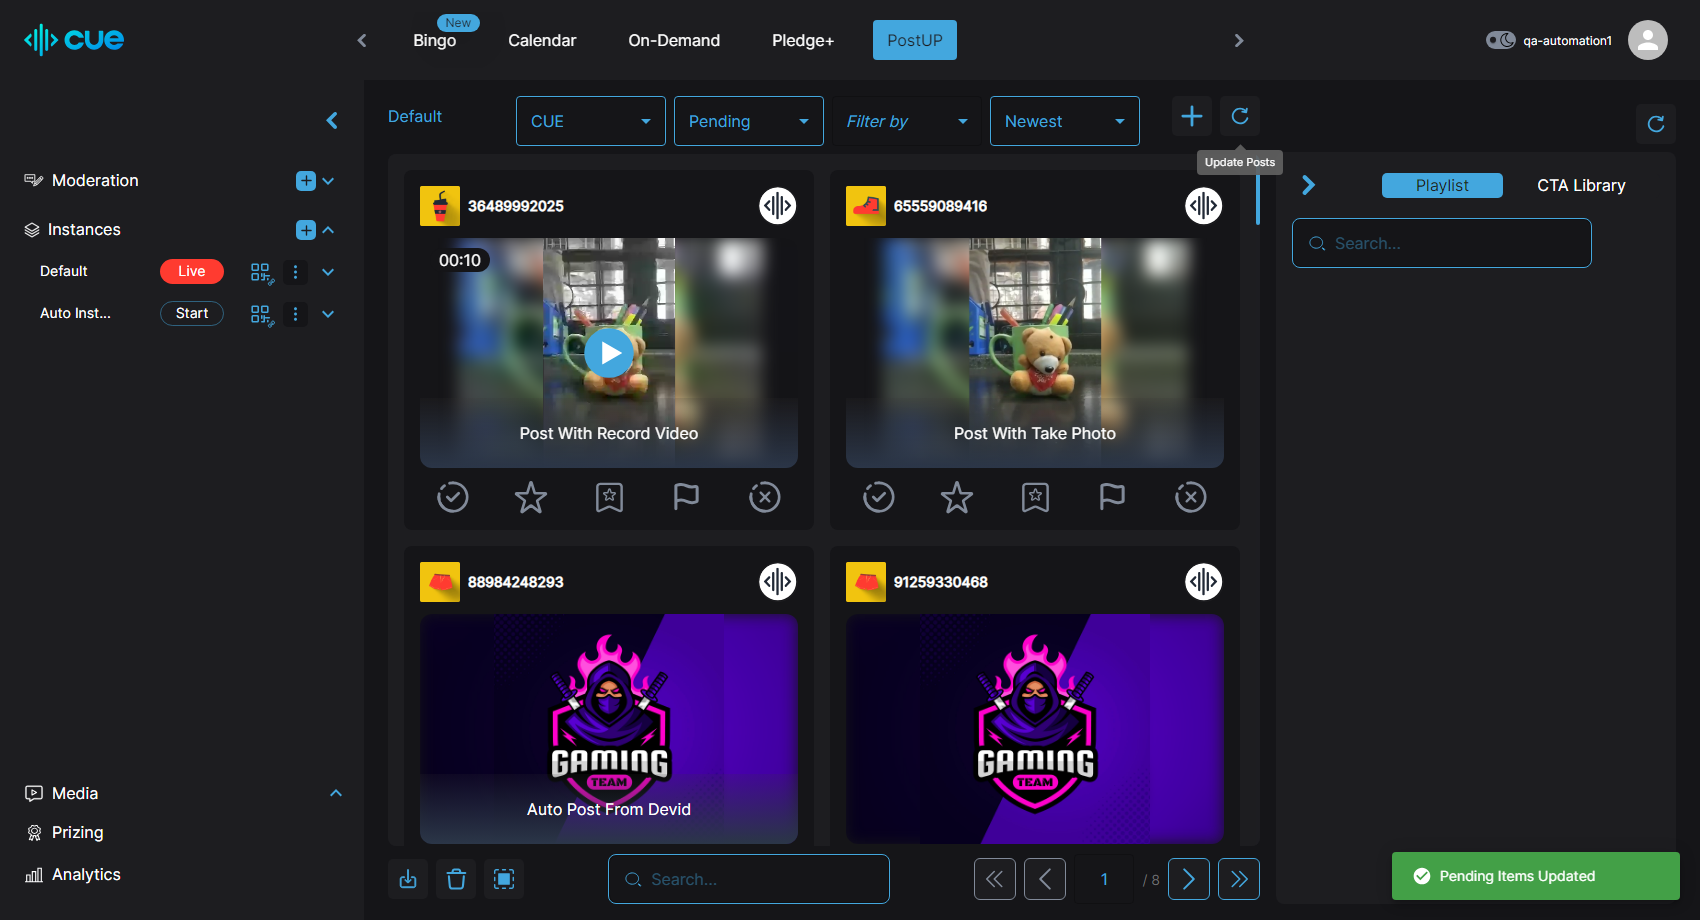 cue
New
Bingo
Calendar
On-Demand
Pledge+
PostUP
qa-automation1
Default
CUE
Pending
Filter by
Newest
Update Posts
Moderation
Instances
Default
Live
Auto Inst...
Start
Media
Prizing
Analytics
36489992025
00:10
Post With Record Video
65559089416
Post With Take Photo
88984248293
GAMING
TEAM
Auto Post From Devid
91259330468
GAMING
TEAM
Search...
1
/ 8
Playlist
CTA Library
Search...
Pending Items Updated